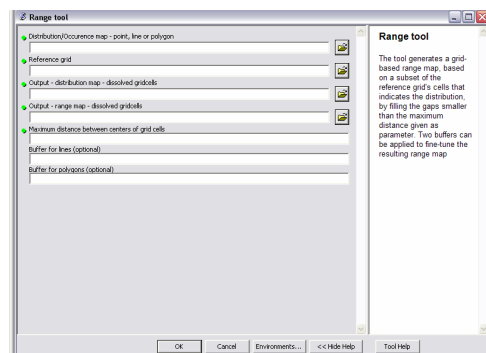 Range tool
Distribution/Occurence map - point, line or polygon
Reference grid
Output - distribution map - dissolved gridcells
Output - range map - dissolved gridcells
Maximum distance between centers of grid cells
Buffer for lines (optional)
Buffer for polygons (optional)
OK
Cancel
Environments...
<< Hide Help
Range tool
The tool generates a grid-
based range map, based
on a subset of the
reference grid's cells that
indicates the distribution,
by filling the gaps smaller
than the maximum
distance given as
parameter. Two buffers can
be applied to fine-tune the
resulting range map
Tool Help